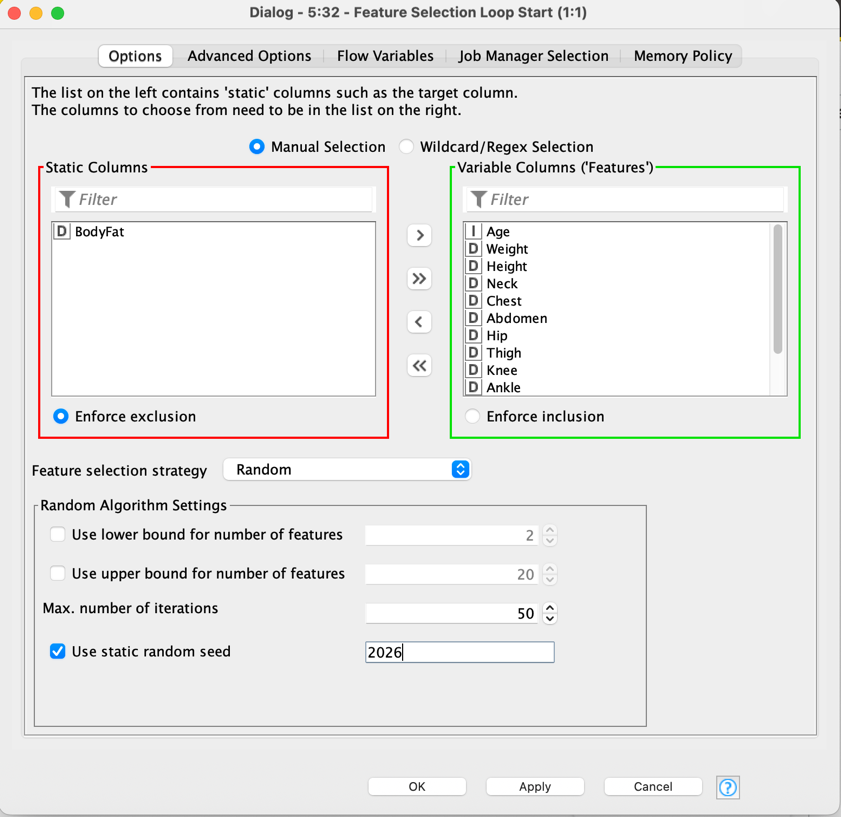 Dialog - 5:32 - Feature Selection Loop Start (1:1)
Options Advanced Options Flow Variables Job Manager Selection Memory Policy
The list on the left contains 'static' columns such as the target column.
The columns to choose from need to be in the list on the right.
Manual Selection Wildcard/Regex Selection
Static Columns
Filter
D BodyFat
Enforce exclusion
Variable Columns ('Features')
Filter
I Age
D Weight
D Height
D Neck
D Chest
D Abdomen
D Hip
D Thigh
D Knee
D Ankle
Enforce inclusion
Feature selection strategy Random
Random Algorithm Settings
Use lower bound for number of features 2
Use upper bound for number of features 20
Max. number of iterations 50
Use static random seed 2026
OK Apply Cancel ?